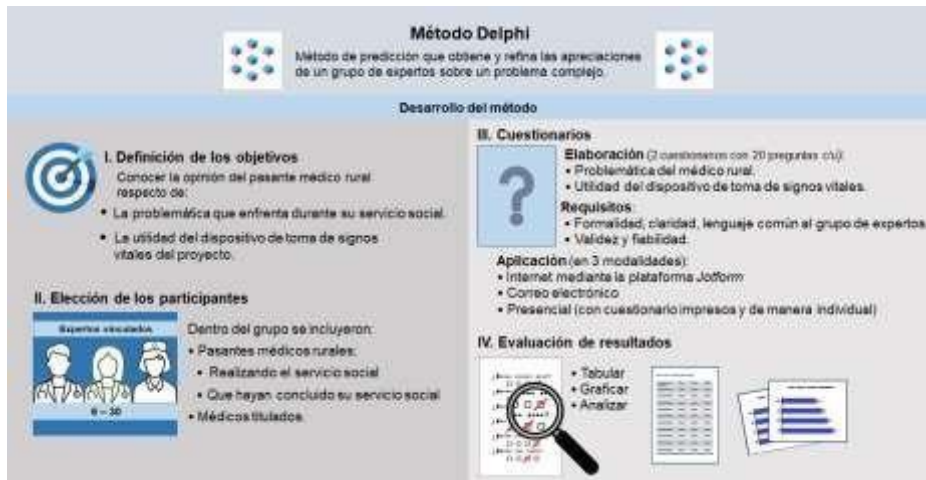 Método Delphi
Método de predicción que obtiene y refina las apreciaciones
de un grupo de expertos sobre un problema complejo.
Desarrollo del método
I. Definición de los objetivos
Conocer la opinión del pasante médico rural
respecto de:
• La problemática que enfrenta durante su servicio social.
• La utilidad del dispositivo de toma de signos
vitales del proyecto.
II. Elección de los participantes
Expertos vinculados
6 – 30
Dentro del grupo se incluyeron:
• Pasantes médicos rurales:
• Realizando el servicio social
• Que hayan concluido su servicio social
• Médicos titulados.
III. Cuestionarios
?
Elaboración (2 cuestionarios con 20 preguntas c/u):
• Problemática del médico rural.
• Utilidad del dispositivo de toma de signos vitales.
Requisitos:
• Formalidad, claridad, lenguaje común al grupo de expertos
• Validez y fiabilidad.
Aplicación (en 3 modalidades):
• Internet mediante la plataforma Jotform
• Correo electrónico
• Presencial (con cuestionario impresos y de manera individual)
IV. Evaluación de resultados
• Tabular
• Graficar
• Analizar